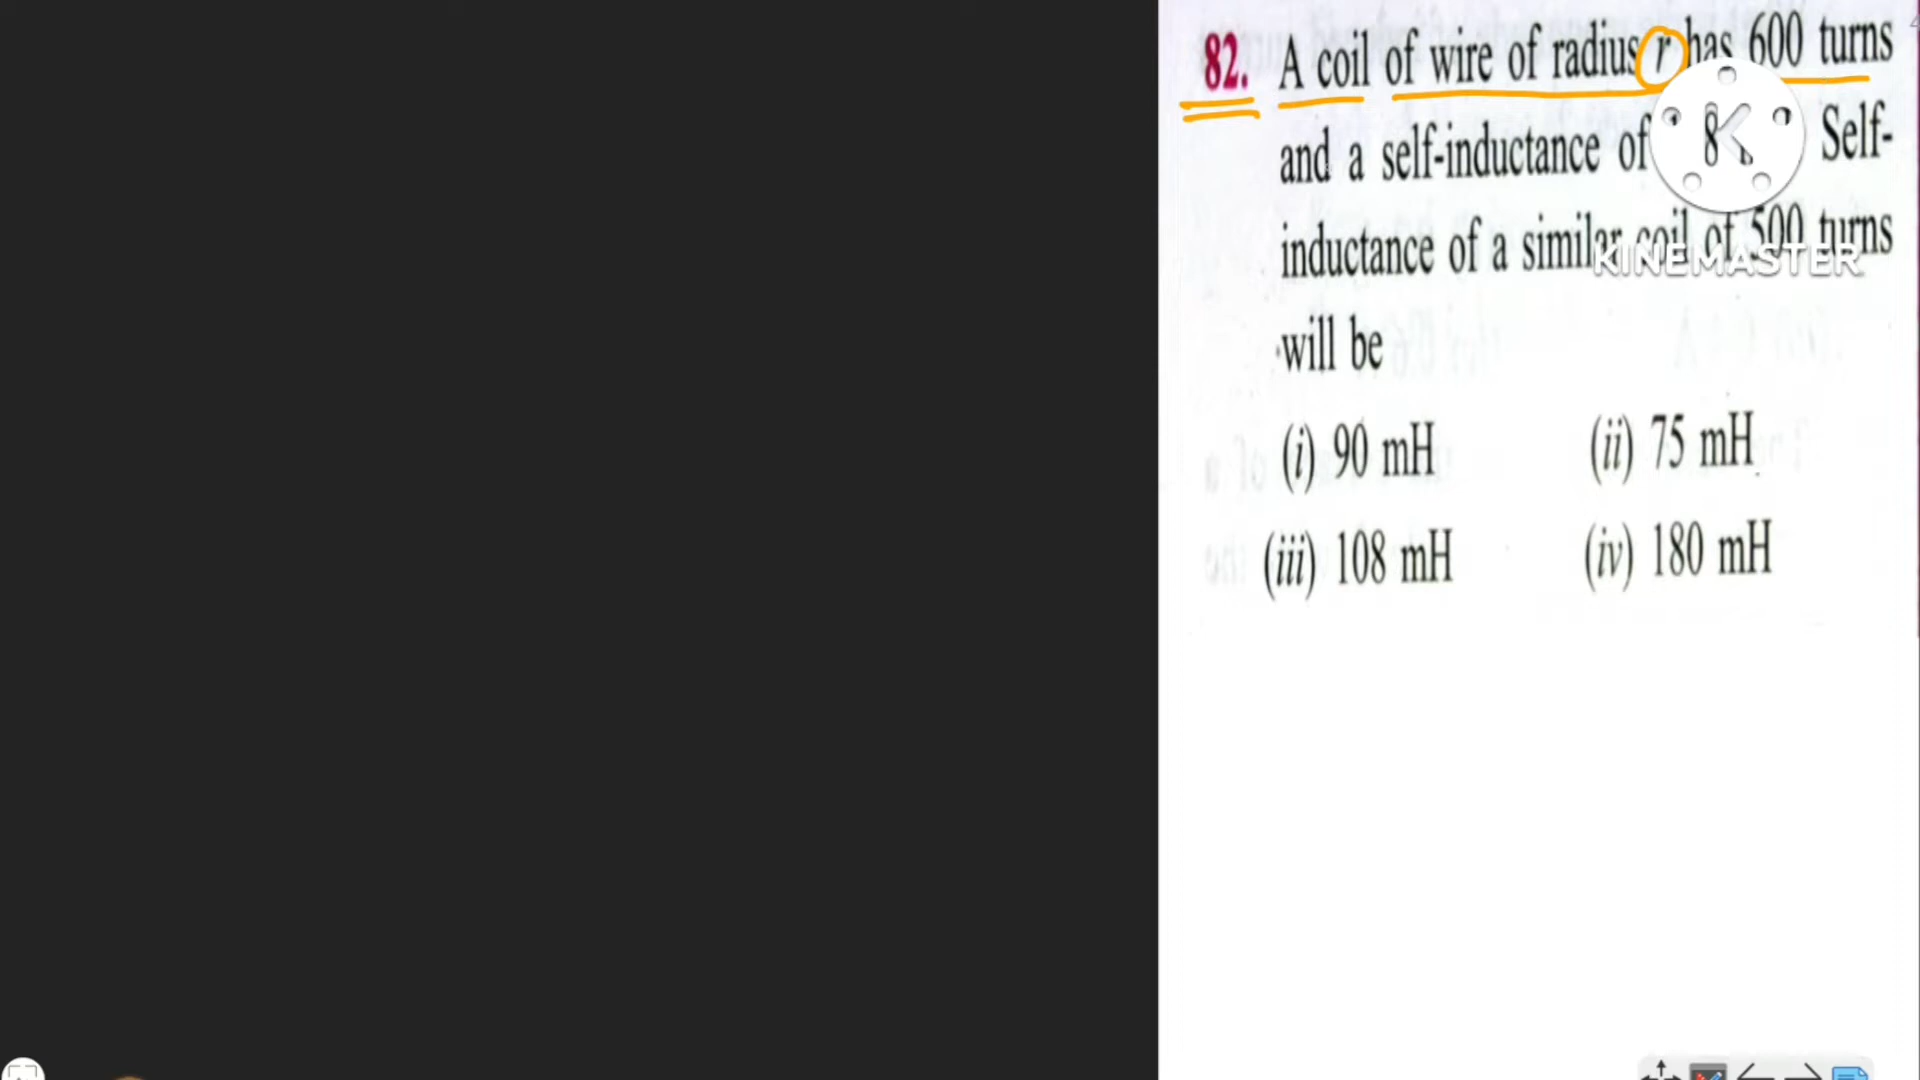 82. A coil of wire of radius r has 600 turns
and a self-inductance of Self-
inductance of a similar coil of 500 turns
will be
(i) 90 mH (ii) 75 mH
(iii) 108 mH (iv) 180 mH
KINEMASTER